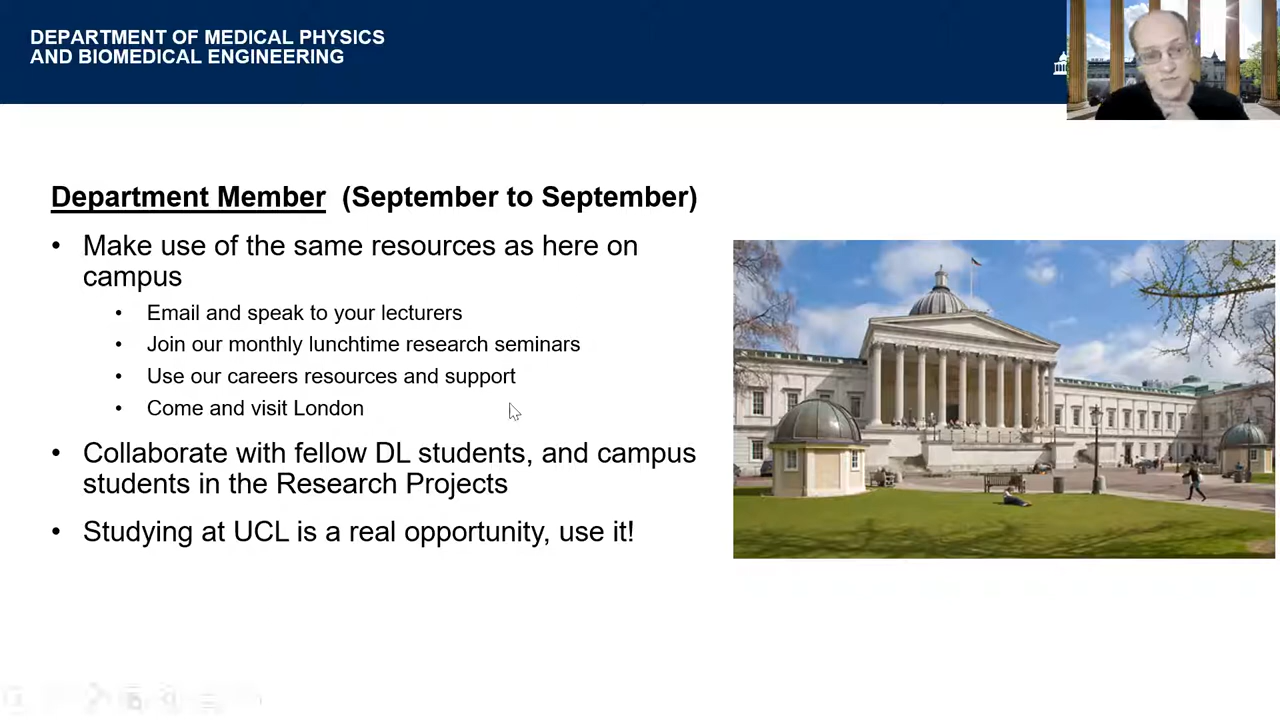 DEPARTMENT OF MEDICAL PHYSICS
AND BIOMEDICAL ENGINEERING
Department Member (September to September)
• Make use of the same resources as here on
campus
• Email and speak to your lecturers
• Join our monthly lunchtime research seminars
• Use our careers resources and support
• Come and visit London
• Collaborate with fellow DL students, and campus
students in the Research Projects
• Studying at UCL is a real opportunity, use it!